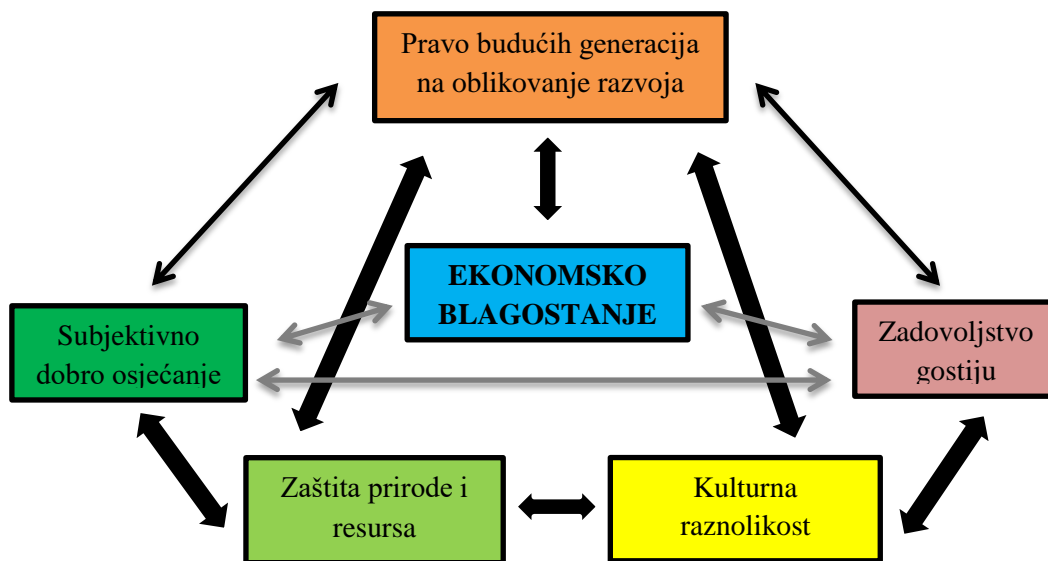 Pravo budućih generacija
na oblikovanje razvoja
EKONOMSKO
BLAGOSTANJE
Subjektivno
dobro osjećanje
Zadovoljstvo
gostiju
Zaštita prirode i
resursa
Kulturna
raznolikost